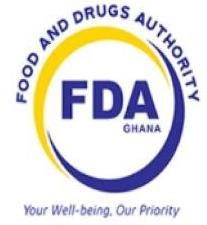 FOOD AND DRUGS AUTHORITY
FDA
GHANA
Your Well-being, Our Priority